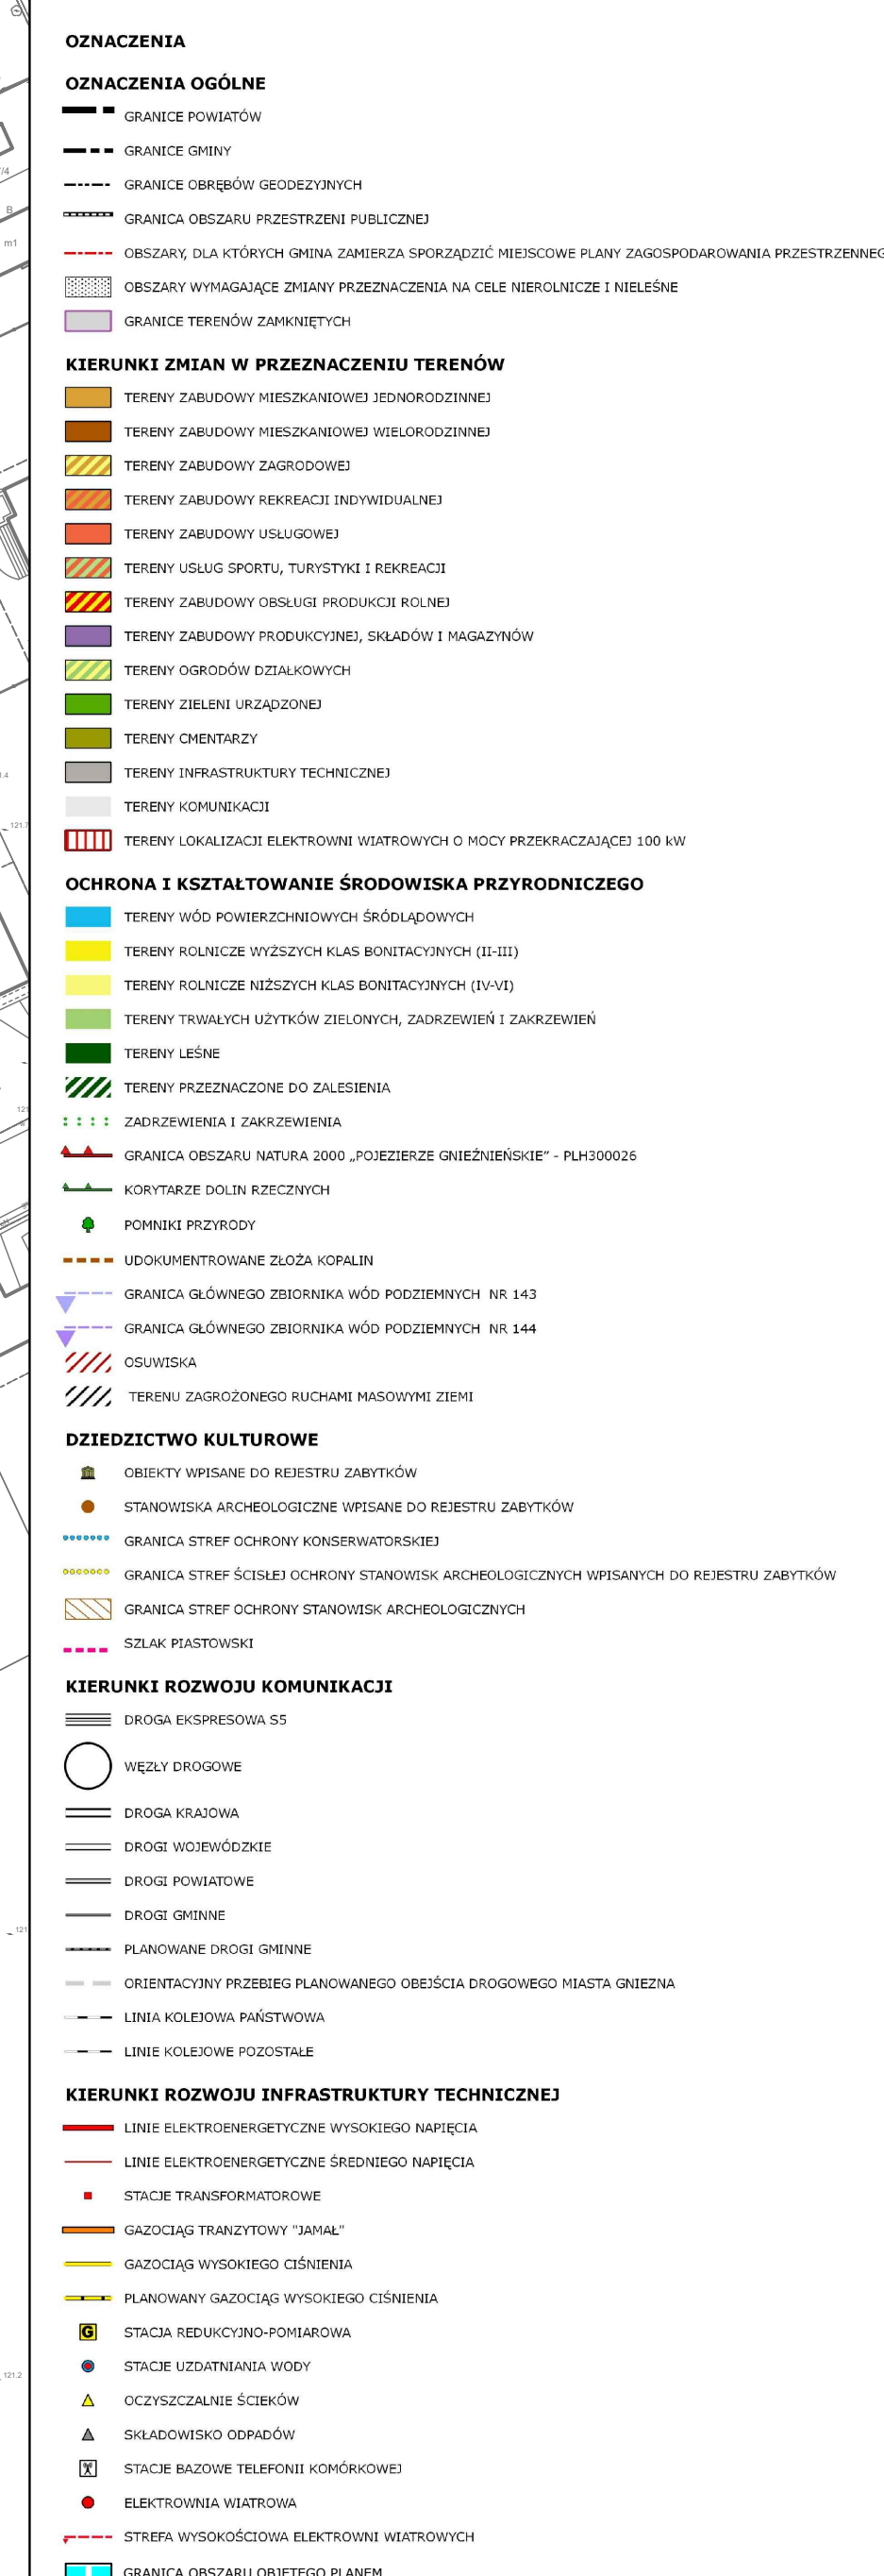 OZNACZENIA
OZNACZENIA OGÓLNE
GRANICE POWIATÓW
GRANICE GMINY
/4
GRANICE OBRĘBÓW GEODEZYJNYCH
B
GRANICA OBSZARU PRZESTRZENI PUBLICZNEJ
m1
OBSZARY, DLA KTÓRYCH GMINA ZAMIERZA SPORZĄDZIĆ MIEJSCOWE PLANY ZAGOSPODAROWANIA PRZESTRZENNEG
OBSZARY WYMAGAJĄCE ZMIANY PRZEZNACZENIA NA CELE NIEROLNICZE I NIELEŚNE
GRANICE TERENÓW ZAMKNIĘTYCH
KIERUNKI ZMIAN W PRZEZNACZENIU TERENÓW
TERENY ZABUDOWY MIESZKANIOWEJ JEDNORODZINNEJ
TERENY ZABUDOWY MIESZKANIOWEJ WIELORODZINNEJ
TERENY ZABUDOWY ZAGRODOWEJ
TERENY ZABUDOWY REKREACJI INDYWIDUALNEJ
TERENY ZABUDOWY USŁUGOWEJ
TERENY USŁUG SPORTU, TURYSTYKI I REKREACJI
TERENY ZABUDOWY OBSŁUGI PRODUKCJI ROLNEJ
TERENY ZABUDOWY PRODUKCYJNEJ, SKŁADÓW I MAGAZYNÓW
TERENY OGRODÓW DZIAŁKOWYCH
TERENY ZIELENI URZĄDZONEJ
TERENY CMENTARZY
TERENY INFRASTRUKTURY TECHNICZNEJ
1.4
TERENY KOMUNIKACJI
121.7
TERENY LOKALIZACJI ELEKTROWNI WIATROWYCH O MOCY PRZEKRACZAJĄCEJ 100 kW
OCHRONA I KSZTAŁTOWANIE ŚRODOWISKA PRZYRODNICZEGO
TERENY WÓD POWIERZCHNIOWYCH ŚRÓDLĄDOWYCH
TERENY ROLNICZE WYŻSZYCH KLAS BONITACYJNYCH (II-III)
TERENY ROLNICZE NIŻSZYCH KLAS BONITACYJNYCH (IV-VI)
TERENY TRWAŁYCH UŻYTKÓW ZIELONYCH, ZADRZEWIEŃ I ZAKRZEWIEŃ
TERENY LEŚNE
TERENY PRZEZNACZONE DO ZALESIENIA
121
ZADRZEWIENIA I ZAKRZEWIENIA
GRANICA OBSZARU NATURA 2000 „POJEZIERZE GNIEŹNIEŃSKIE" - PLH300026
KORYTARZE DOLIN RZECZNYCH
POMNIKI PRZYRODY
UDOKUMENTROWANE ZŁOŻA KOPALIN
GRANICA GŁÓWNEGO ZBIORNIKA WÓD PODZIEMNYCH NR 143
GRANICA GŁÓWNEGO ZBIORNIKA WÓD PODZIEMNYCH NR 144
OSUWISKA
TERENU ZAGROŻONEGO RUCHAMI MASOWYMI ZIEMI
DZIEDZICTWO KULTUROWE
OBIEKTY WPISANE DO REJESTRU ZABYTKÓW
STANOWISKA ARCHEOLOGICZNE WPISANE DO REJESTRU ZABYTKÓW
GRANICA STREF OCHRONY KONSERWATORSKIEJ
GRANICA STREF ŚCISŁEJ OCHRONY STANOWISK ARCHEOLOGICZNYCH WPISANYCH DO REJESTRU ZABYTKÓW
GRANICA STREF OCHRONY STANOWISK ARCHEOLOGICZNYCH
SZLAK PIASTOWSKI
KIERUNKI ROZWOJU KOMUNIKACJI
DROGA EKSPRESOWA S5
WĘZŁY DROGOWE
DROGA KRAJOWA
DROGI WOJEWÓDZKIE
DROGI POWIATOWE
DROGI GMINNE
121
PLANOWANE DROGI GMINNE
ORIENTACYJNY PRZEBIEG PLANOWANEGO OBEJŚCIA DROGOWEGO MIASTA GNIEZNA
LINIA KOLEJOWA PAŃSTWOWA
LINIE KOLEJOWE POZOSTAŁE
KIERUNKI ROZWOJU INFRASTRUKTURY TECHNICZNEJ
LINIE ELEKTROENERGETYCZNE WYSOKIEGO NAPIĘCIA
LINIE ELEKTROENERGETYCZNE ŚREDNIEGO NAPIĘCIA
STACJE TRANSFORMATOROWE
GAZOCIĄG TRANZYTOWY "JAMAŁ"
GAZOCIĄG WYSOKIEGO CIŚNIENIA
PLANOWANY GAZOCIĄG WYSOKIEGO CIŚNIENIA
G STACJA REDUKCYJNO-POMIAROWA
STACJE UZDATNIANIA WODY
121.2
OCZYSZCZALNIE ŚCIEKÓW
SKŁADOWISKO ODPADÓW
STACJE BAZOWE TELEFONII KOMÓRKOWEJ
ELEKTROWNIA WIATROWA
STREFA WYSOKOŚCIOWA ELEKTROWNI WIATROWYCH
GRANICA OBSZARU OBJĘTEGO PLANEM